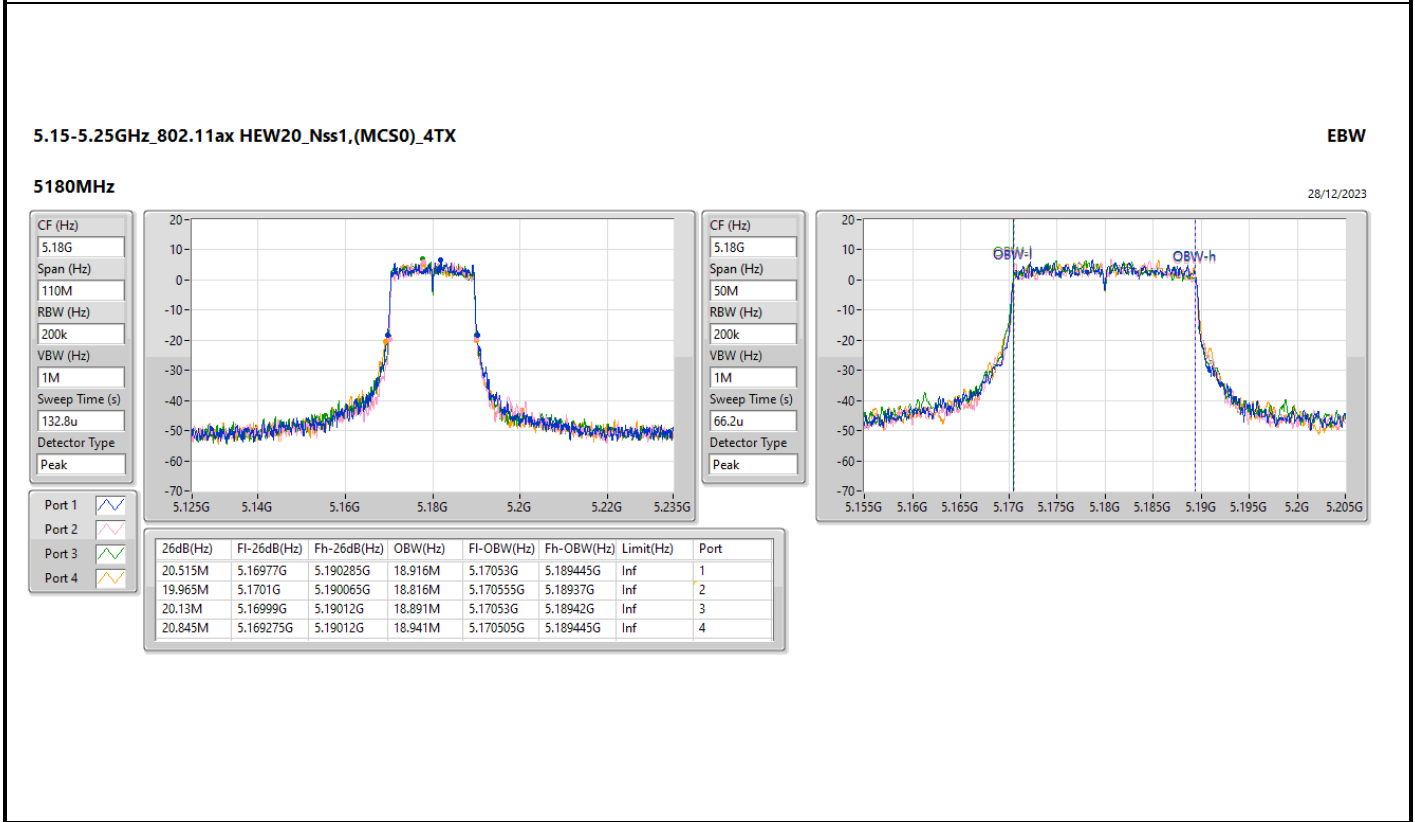 5.15-5.25GHz_802.11ax HEW20_Nss1,(MCS0)_4TX EBW
5180MHz 28/12/2023
CF (Hz)
5.18G
Span (Hz)
110M
RBW (Hz)
200k
VBW (Hz)
1M
Sweep Time (s)
132.8u
Detector Type
Peak
Port 1
Port 2
Port 3
Port 4
20
10
0
-10
-20
-30
-40
-50
-60
-70
5.125G 5.14G 5.16G 5.18G 5.2G 5.22G 5.235G
CF (Hz)
5.18G
Span (Hz)
50M
RBW (Hz)
200k
VBW (Hz)
1M
Sweep Time (s)
66.2u
Detector Type
Peak
20
10
0
-10
-20
-30
-40
-50
-60
-70
OBW-l OBW-h
5.155G 5.16G 5.165G 5.17G 5.175G 5.18G 5.185G 5.19G 5.195G 5.2G 5.205G
26dB(Hz) Fl-26dB(Hz) Fh-26dB(Hz) OBW(Hz) Fl-OBW(Hz) Fh-OBW(Hz) Limit(Hz) Port
20.515M 5.16977G 5.190285G 18.916M 5.17053G 5.189445G Inf 1
19.965M 5.1701G 5.190065G 18.816M 5.170555G 5.18937G Inf 2
20.13M 5.16999G 5.19012G 18.891M 5.17053G 5.18942G Inf 3
20.845M 5.169275G 5.19012G 18.941M 5.170505G 5.189445G Inf 4